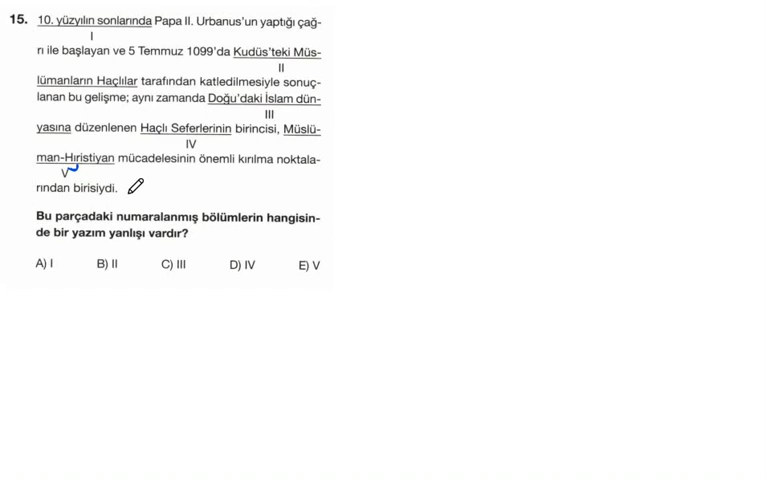 15. 10. yüzyılın sonlarında Papa II. Urbanus'un yaptığı çağ-
I
rı ile başlayan ve 5 Temmuz 1099'da Kudüs'teki Müs-
II
lümanların Haçlılar tarafından katledilmesiyle sonuç-
lanan bu gelişme; aynı zamanda Doğu'daki İslam dün-
III
yasına düzenlenen Haçlı Seferlerinin birincisi, Müslü-
IV
man-Hıristiyan mücadelesinin önemli kırılma noktala-
V
rından birisiydi.
Bu parçadaki numaralanmış bölümlerin hangisin-
de bir yazım yanlışı vardır?
A) I B) II C) III D) IV E) V